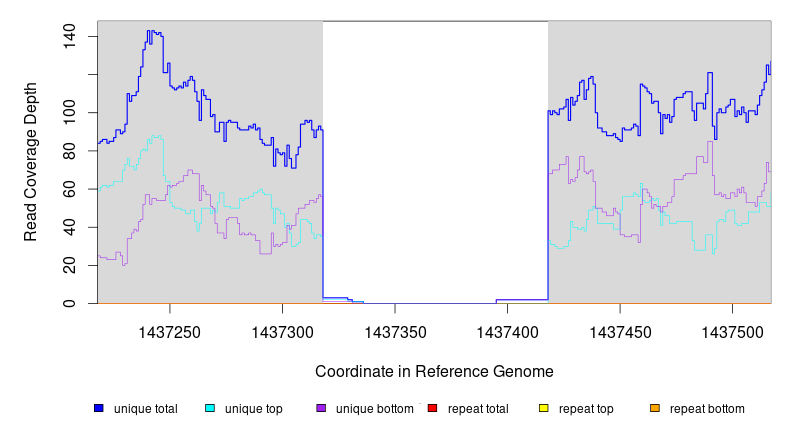 Read Coverage Depth
140
100
80
60
40
20
0
1437250 1437300 1437350 1437400 1437450 1437500
Coordinate in Reference Genome
unique total unique top unique bottom repeat total repeat top repeat bottom